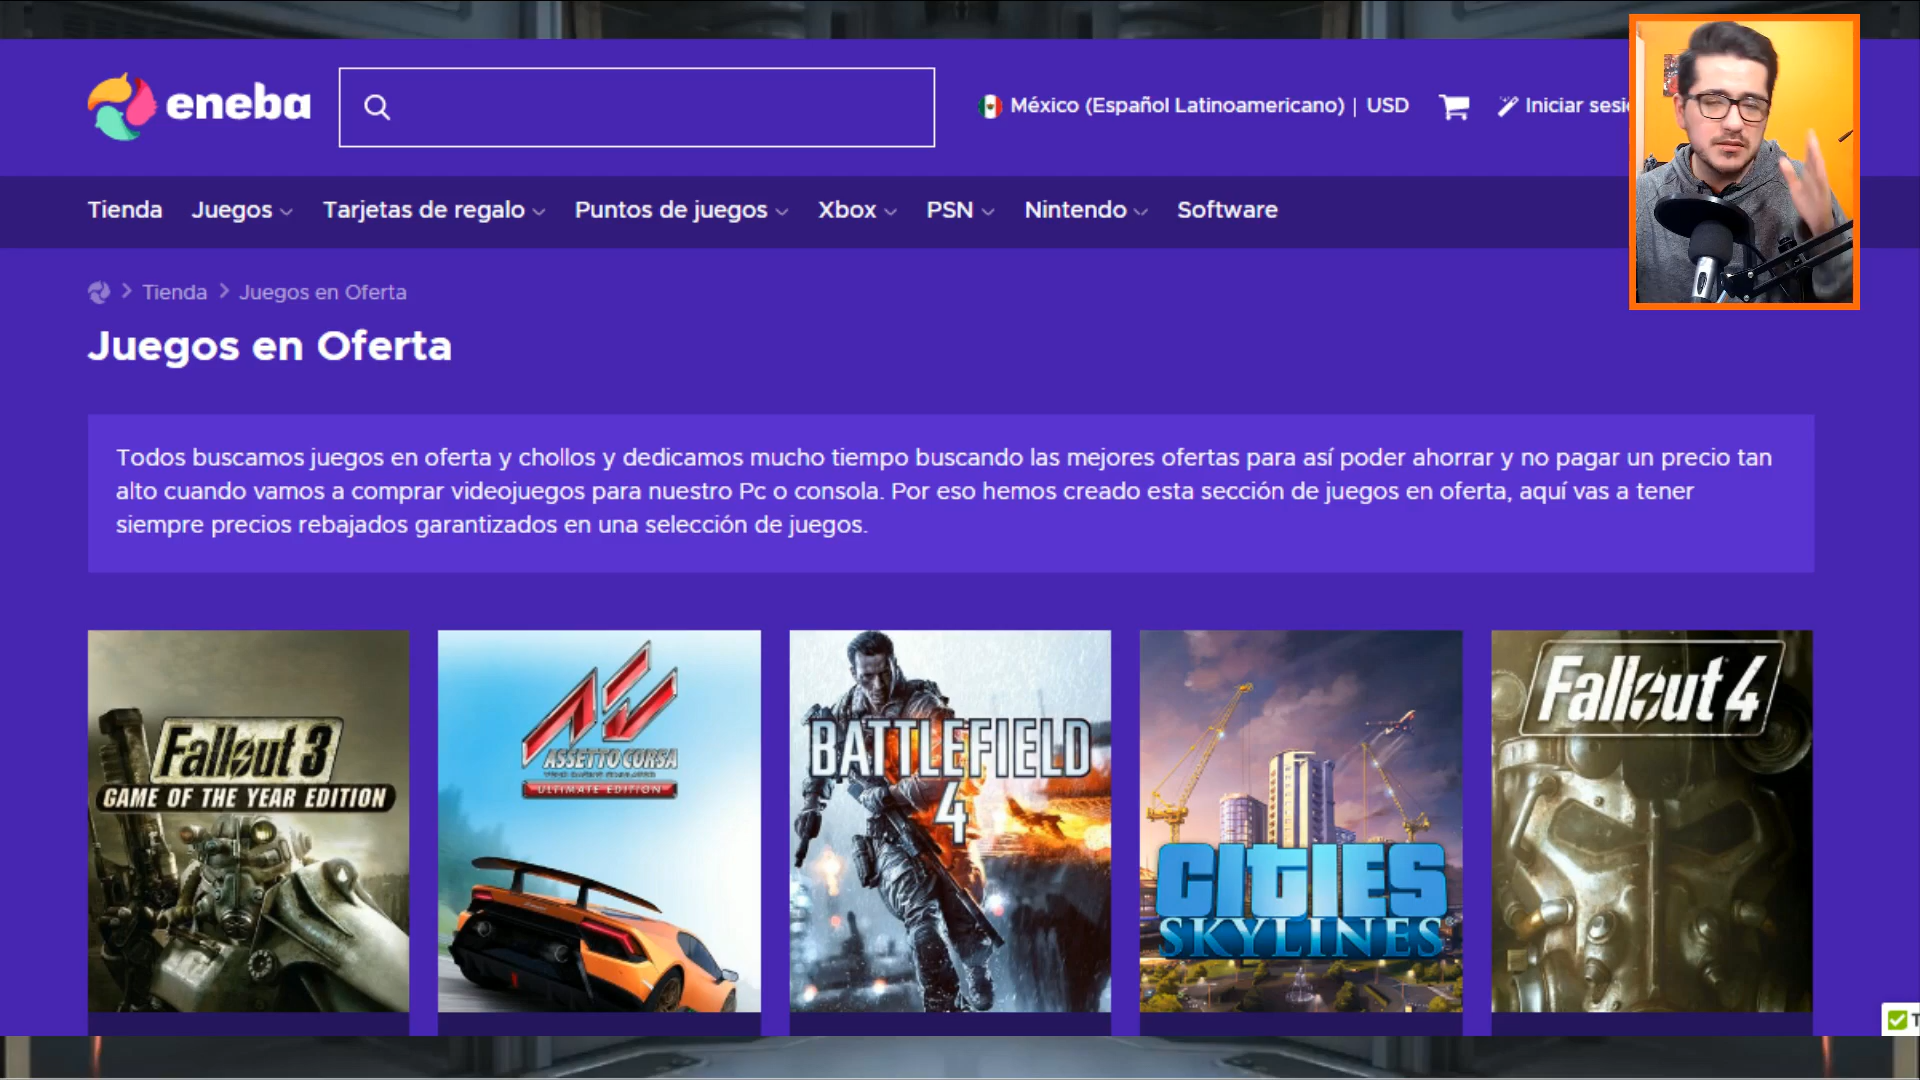 eneba
México (Español Latinoamericano) | USD
Iniciar sesi
Tienda Juegos Tarjetas de regalo Puntos de juegos Xbox PSN Nintendo Software
Tienda > Juegos en Oferta
Juegos en Oferta
Todos buscamos juegos en oferta y chollos y dedicamos mucho tiempo buscando las mejores ofertas para así poder ahorrar y no pagar un precio tan
alto cuando vamos a comprar videojuegos para nuestro Pc o consola. Por eso hemos creado esta sección de juegos en oferta, aquí vas a tener
siempre precios rebajados garantizados en una selección de juegos.
Fallout 3
GAME OF THE YEAR EDITION
ASSETTO CORSA
ULTIMATE EDITION
BATTLEFIELD
4
CITIES
SKYLINES
Fallout 4